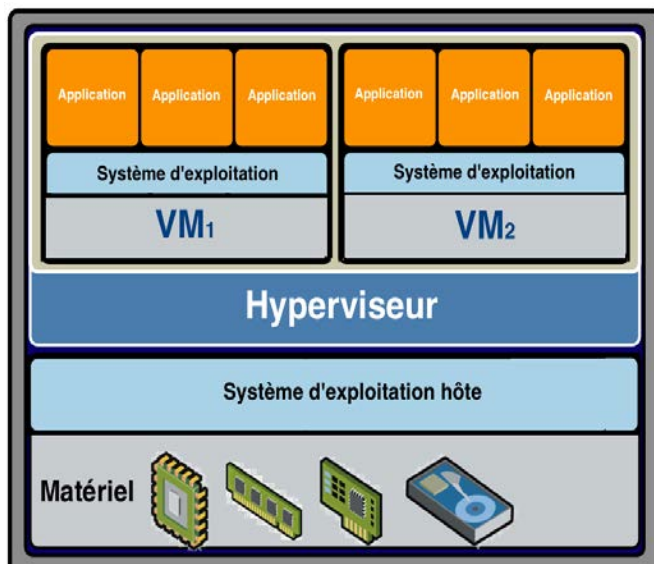 Application Application Application Application Application Application
Système d'exploitation Système d'exploitation
VM1 VM2
Hyperviseur
Système d'exploitation hôte
Matériel